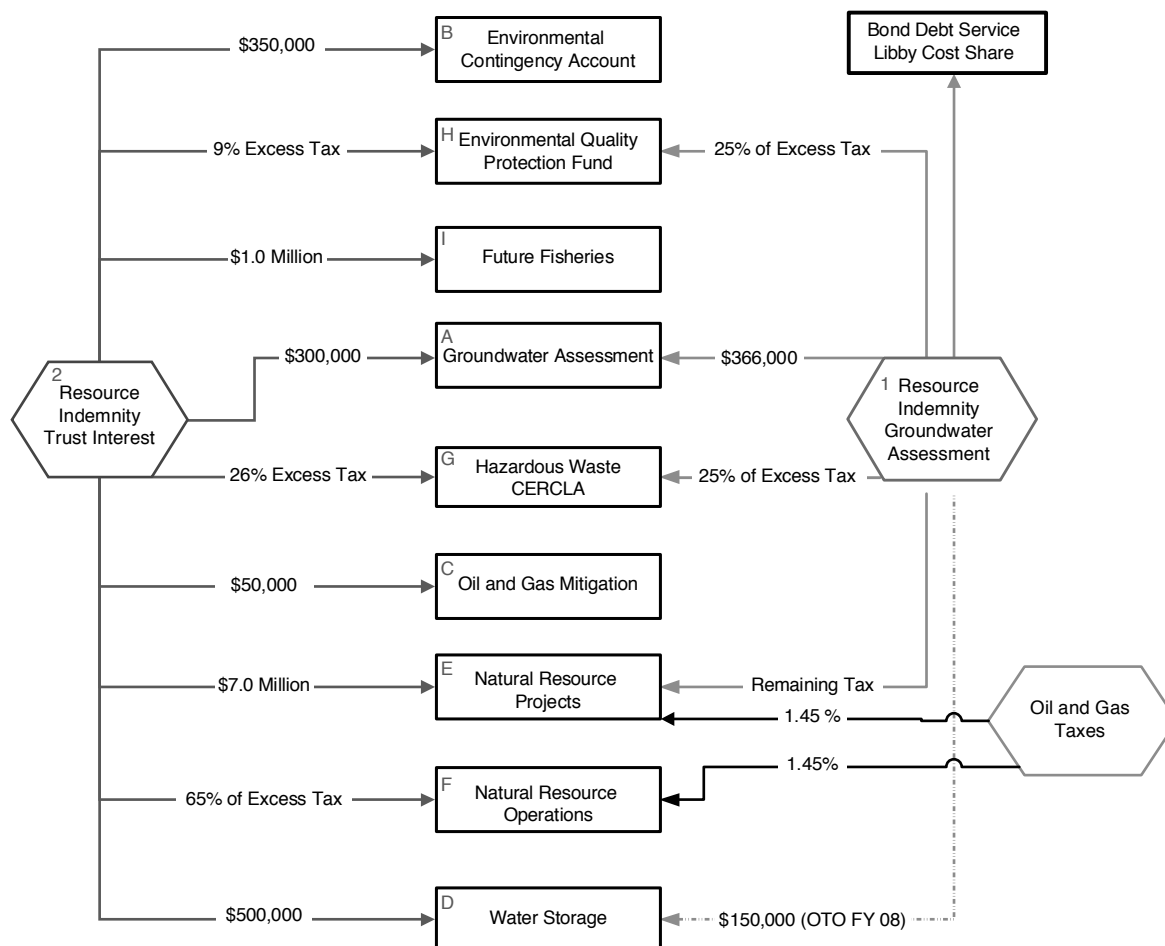 B
Environmental
Contingency Account
$350,000
Bond Debt Service
Libby Cost Share
H
Environmental Quality
Protection Fund
9% Excess Tax
25% of Excess Tax
I
Future Fisheries
$1.0 Million
A
Groundwater Assessment
$300,000
$366,000
2
Resource
Indemnity
Trust Interest
1
Resource
Indemnity
Groundwater
Assessment
G
Hazardous Waste
CERCLA
26% Excess Tax
25% of Excess Tax
C
Oil and Gas Mitigation
$50,000
E
Natural Resource
Projects
$7.0 Million
Remaining Tax
1.45 %
Oil and Gas
Taxes
1.45%
F
Natural Resource
Operations
65% of Excess Tax
D
Water Storage
$500,000
$150,000 (OTO FY 08)